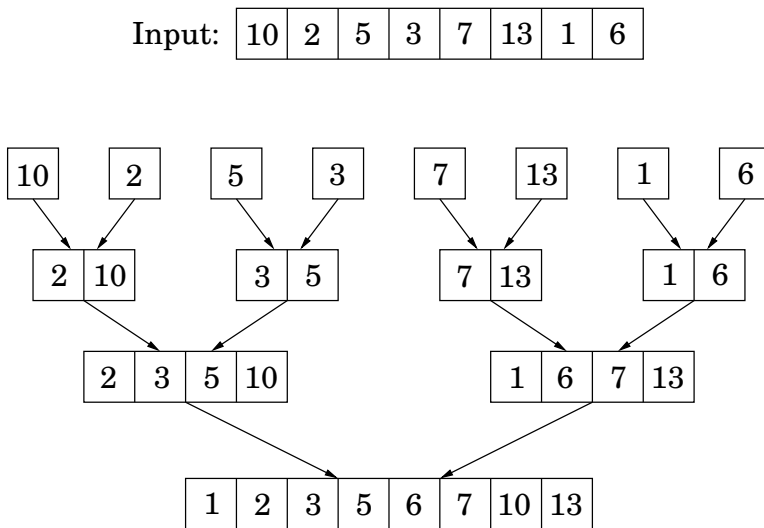 Input: 10 2 5 3 7 13 1 6
10 2 5 3 7 13 1 6
2 10 3 5 7 13 1 6
2 3 5 10 1 6 7 13
1 2 3 5 6 7 10 13